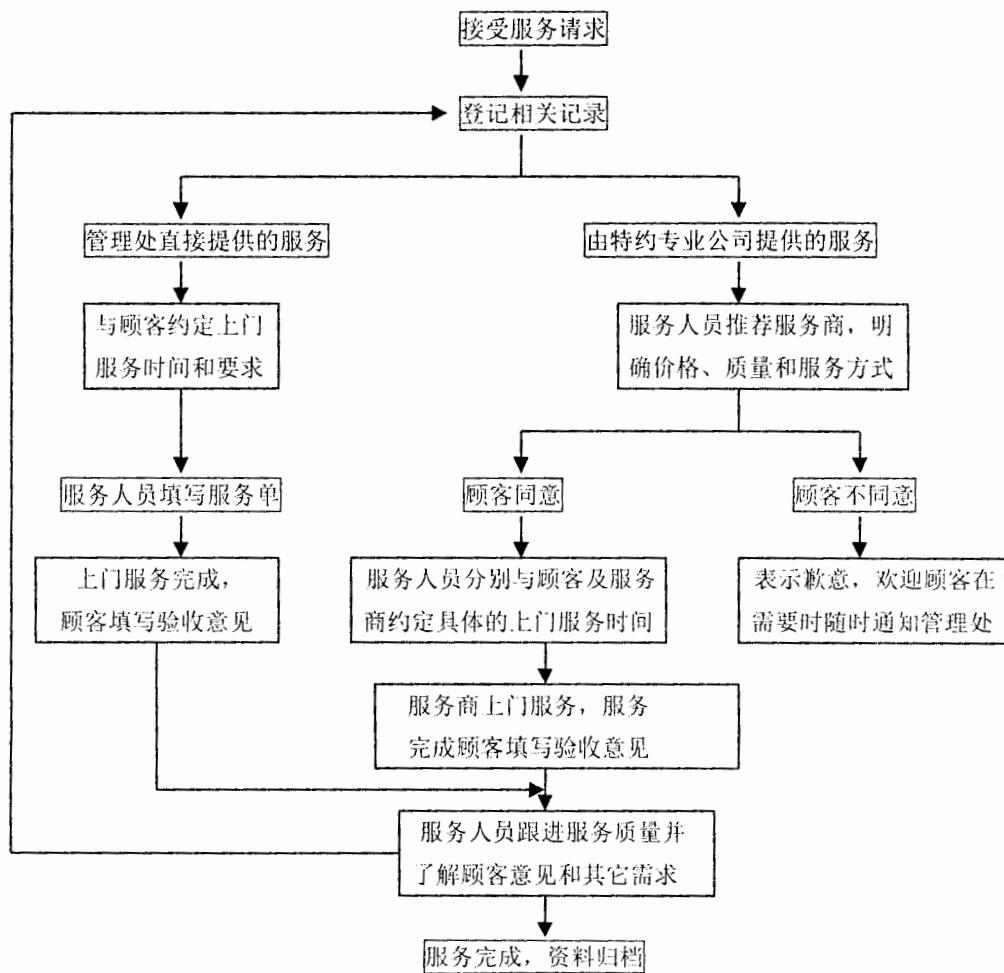 接受服务请求
登记相关记录
管理处直接提供的服务
由特约专业公司提供的服务
与顾客约定上门
服务时间和要求
服务人员推荐服务商，明
确价格、质量和服务方式
服务人员填写服务单
顾客同意
顾客不同意
上门服务完成，
顾客填写验收意见
服务人员分别与顾客及服务
商约定具体的上门服务时间
表示歉意，欢迎顾客在
需要时随时通知管理处
服务商上门服务，服务
完成顾客填写验收意见
服务人员跟进服务质量并
了解顾客意见和其它需求
服务完成，资料归档